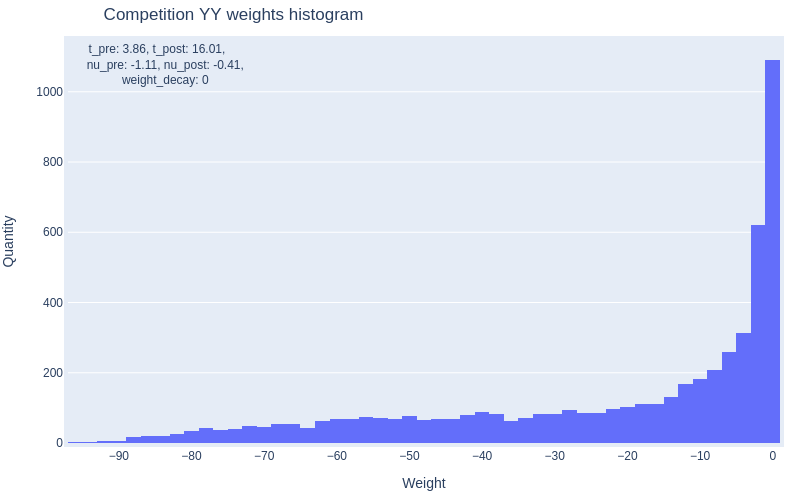 Competition YY weights histogram
t_pre: 3.86, t_post: 16.01,
nu_pre: -1.11, nu_post: -0.41,
weight_decay: 0
1000
800
600
400
200
0
Quantity
−90
−80
−70
−60
−50
−40
−30
−20
−10
0
Weight